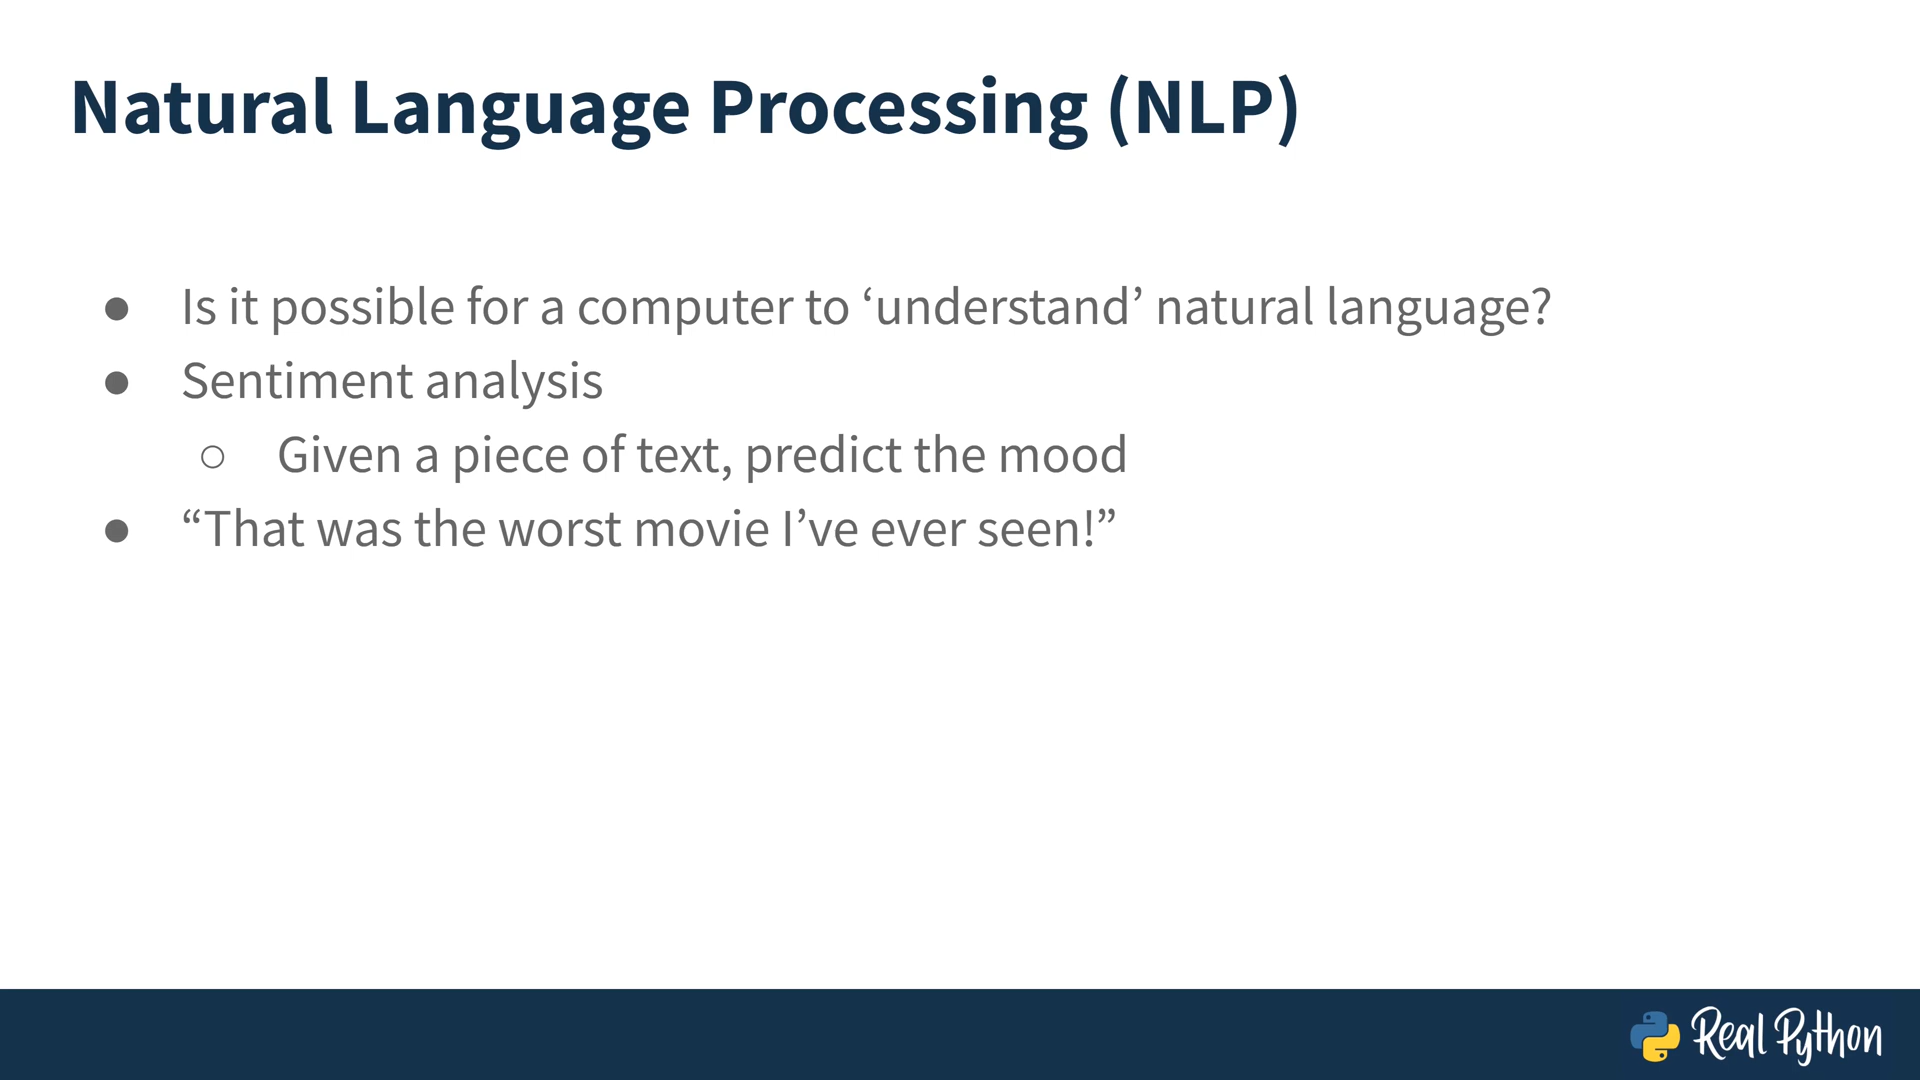 Natural Language Processing (NLP)
● Is it possible for a computer to ‘understand’ natural language?
● Sentiment analysis
○ Given a piece of text, predict the mood
● “That was the worst movie I’ve ever seen!”
Real Python